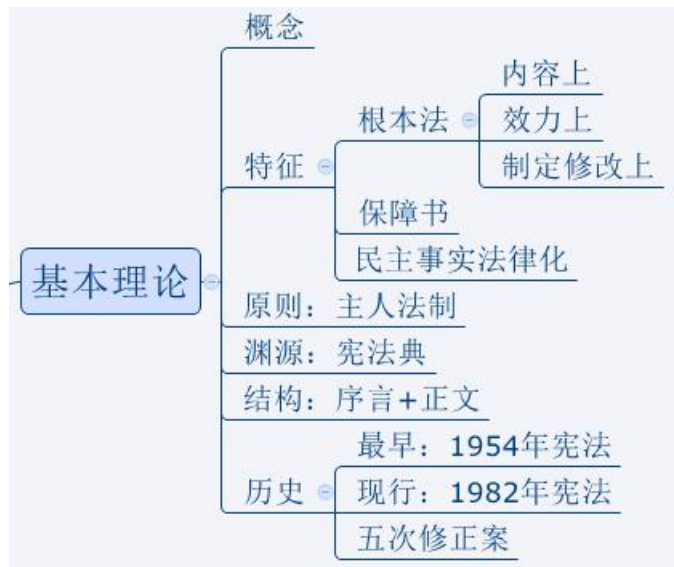 概念
内容上
根本法
效力上
特征
制定修改上
保障书
民主事实法律化
基本理论
原则：主人法制
渊源：宪法典
结构：序言+正文
最早：1954年宪法
历史
现行：1982年宪法
五次修正案